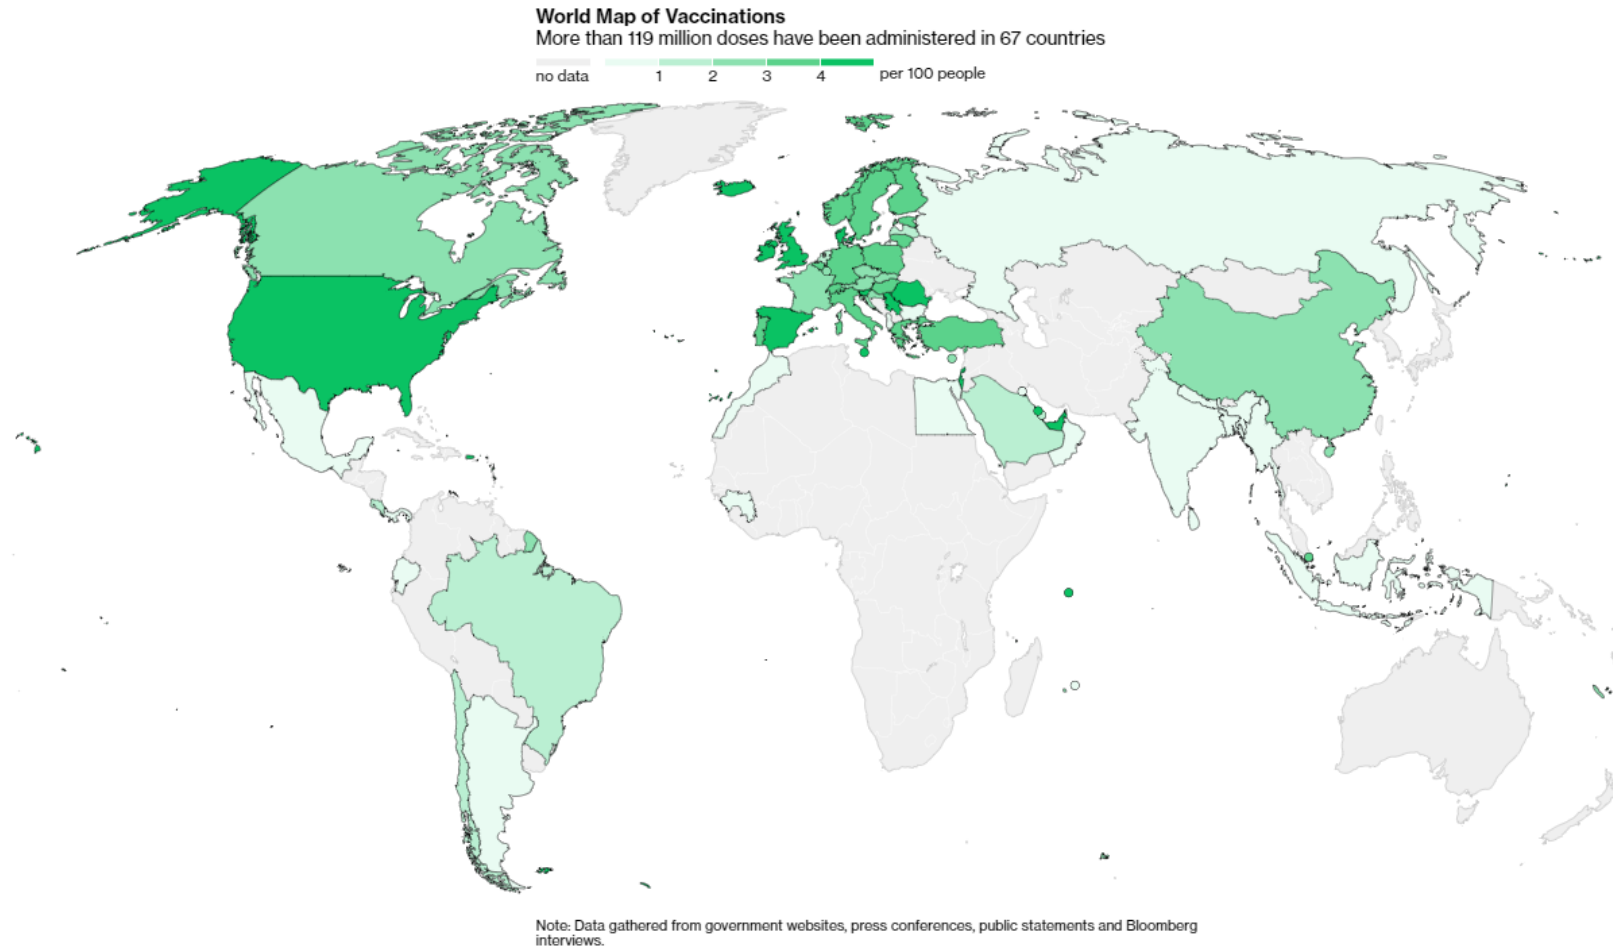 World Map of Vaccinations
More than 119 million doses have been administered in 67 countries
no data 1 2 3 4 per 100 people
Note: Data gathered from government websites, press conferences, public statements and Bloomberg
interviews.